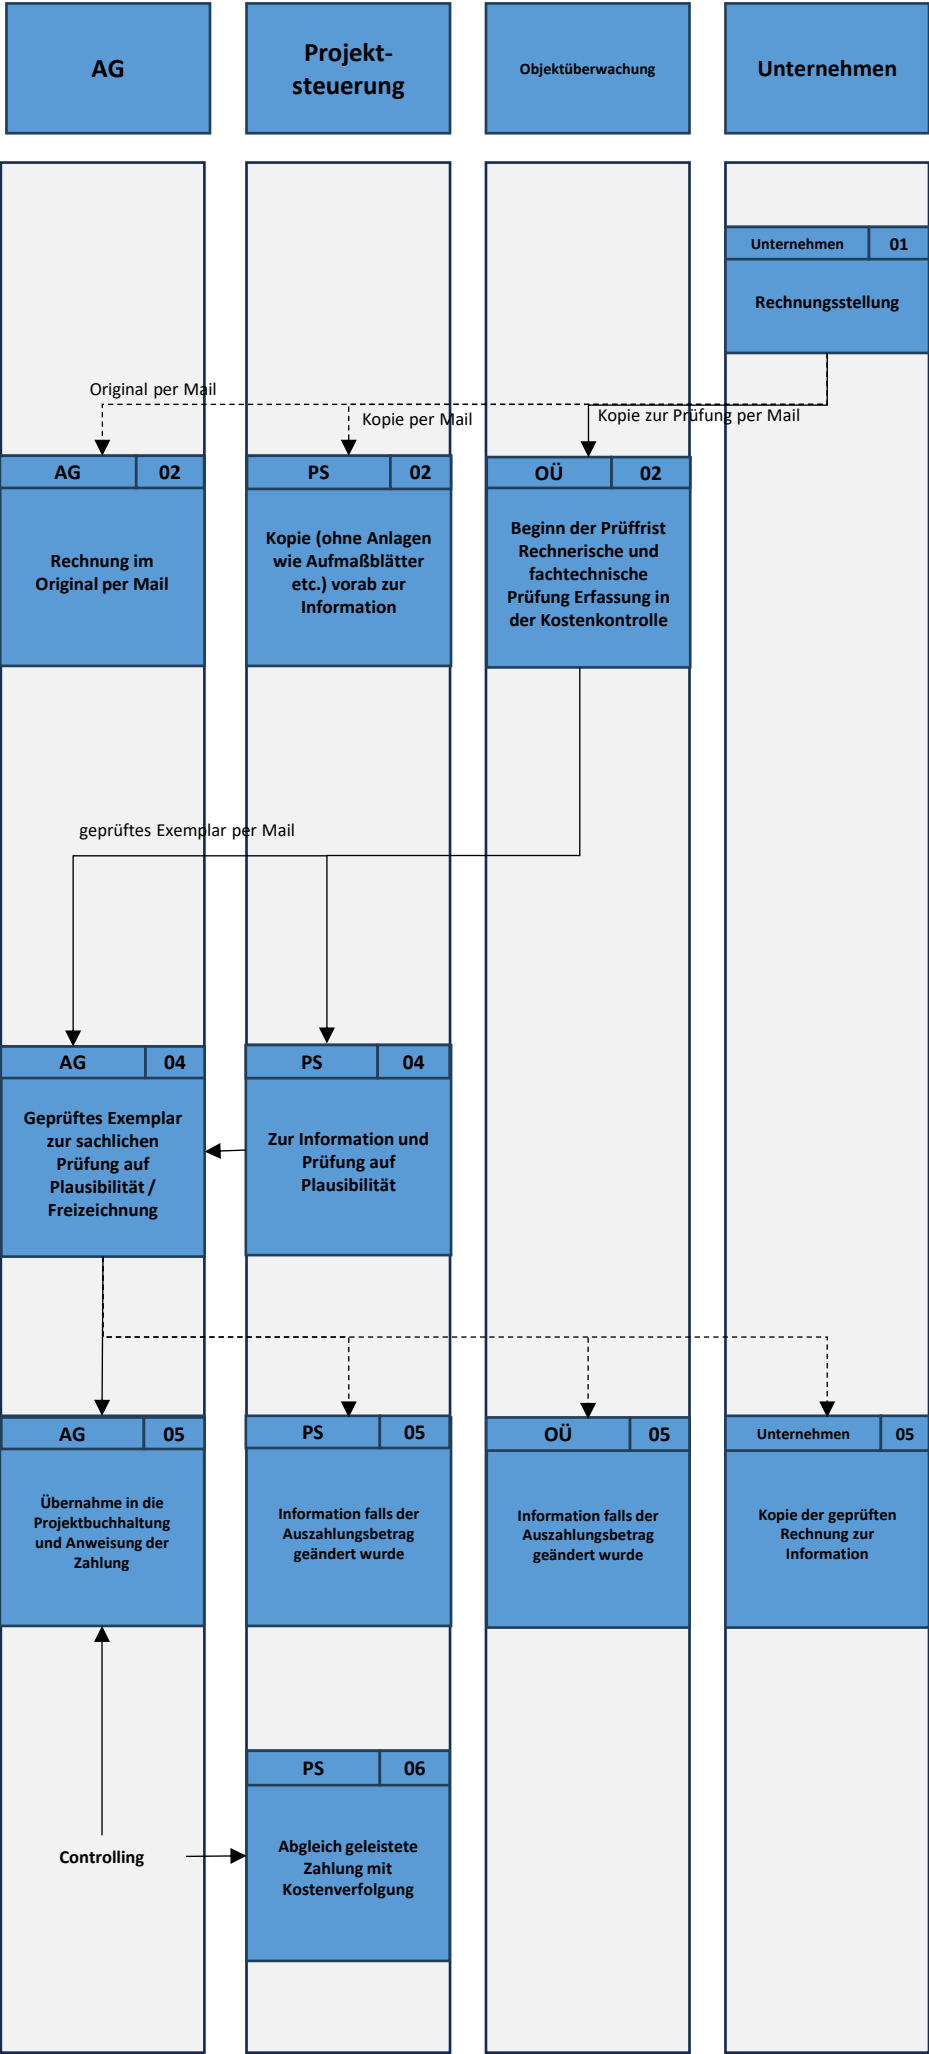 AG
Projekt-
steuerung
Objektüberwachung
Unternehmen
Unternehmen 01
Rechnungsstellung
Original per Mail
Kopie per Mail
Kopie zur Prüfung per Mail
AG 02
Rechnung im
Original per Mail
PS 02
Kopie (ohne Anlagen
wie Aufmaßblätter
etc.) vorab zur
Information
OÜ 02
Beginn der Prüffrist
Rechnerische und
fachtechnische
Prüfung Erfassung in
der Kostenkontrolle
geprüftes Exemplar per Mail
AG 04
Geprüftes Exemplar
zur sachlichen
Prüfung auf
Plausibilität /
Freizeichnung
PS 04
Zur Information und
Prüfung auf
Plausibilität
AG 05
Übernahme in die
Projektbuchhaltung
und Anweisung der
Zahlung
PS 05
Information falls der
Auszahlungsbetrag
geändert wurde
OÜ 05
Information falls der
Auszahlungsbetrag
geändert wurde
Unternehmen 05
Kopie der geprüften
Rechnung zur
Information
PS 06
Abgleich geleistete
Zahlung mit
Kostenverfolgung
Controlling